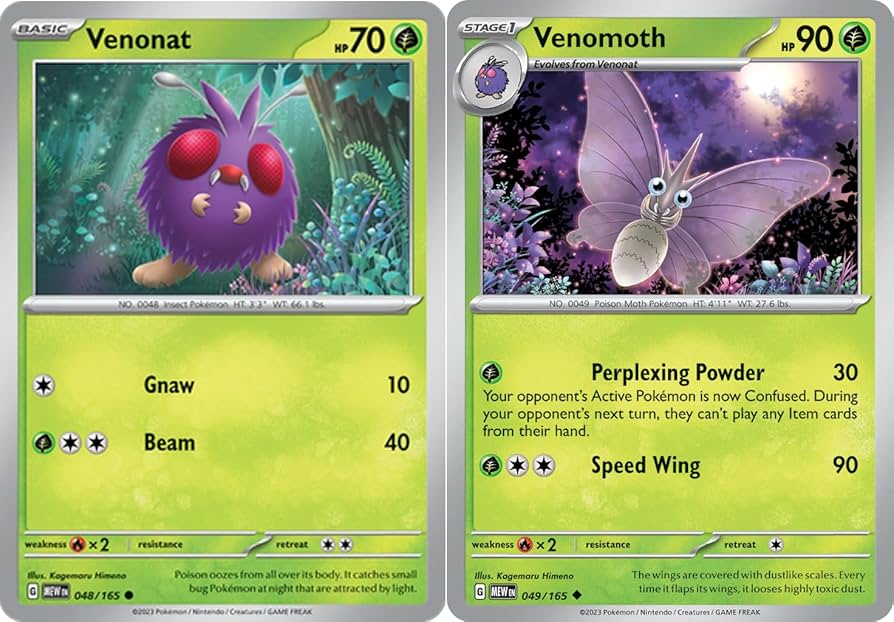 BASIC
Venonat
HP 70
NO. 0048 Insect Pokémon HT: 3'3" WT: 66.1 lbs.
Gnaw 10
Beam 40
weakness ×2 resistance retreat
Illus. Kagemaru Himeno
Poison oozes from all over its body. It catches small
bug Pokémon at night that are attracted by light.
G MEW EN 048/165
©2023 Pokémon / Nintendo / Creatures / GAME FREAK
STAGE 1
Venomoth
HP 90
Evolves from Venonat
NO. 0049 Poison Moth Pokémon HT: 4'11" WT: 27.6 lbs.
Perplexing Powder 30
Your opponent's Active Pokémon is now Confused. During
your opponent's next turn, they can't play any Item cards
from their hand.
Speed Wing 90
weakness ×2 resistance retreat
Illus. Kagemaru Himeno
The wings are covered with dustlike scales. Every
time it flaps its wings, it looses highly toxic dust.
G MEW EN 049/165
©2023 Pokémon / Nintendo / Creatures / GAME FREAK